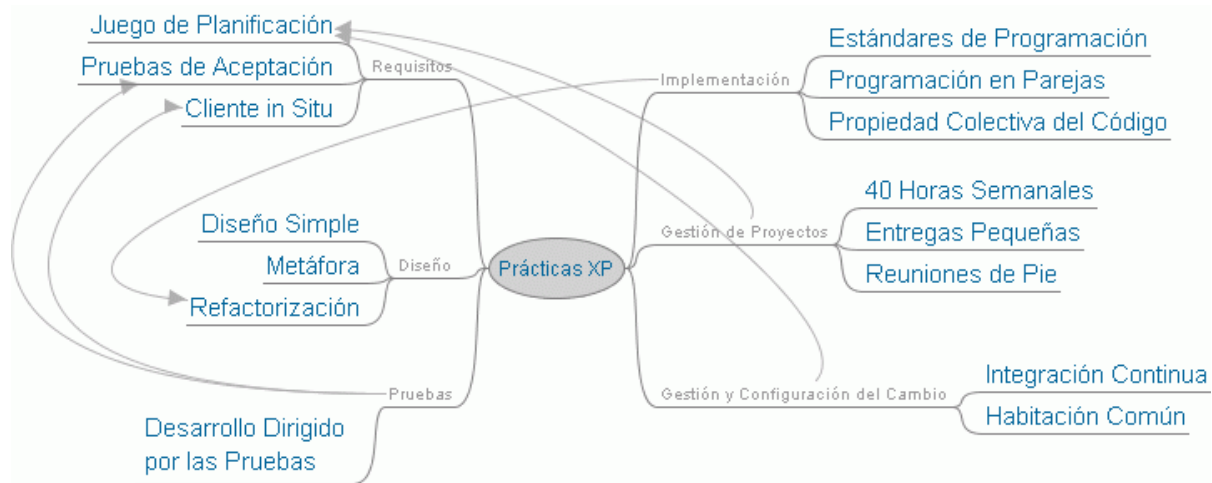 Juego de Planificación
Pruebas de Aceptación
Cliente in Situ
Requisitos
Diseño Simple
Metáfora
Refactorización
Diseño
Pruebas
Desarrollo Dirigido
por las Pruebas
Prácticas XP
Implementación
Estándares de Programación
Programación en Parejas
Propiedad Colectiva del Código
Gestión de Proyectos
40 Horas Semanales
Entregas Pequeñas
Reuniones de Pie
Gestión y Configuración del Cambio
Integración Continua
Habitación Común